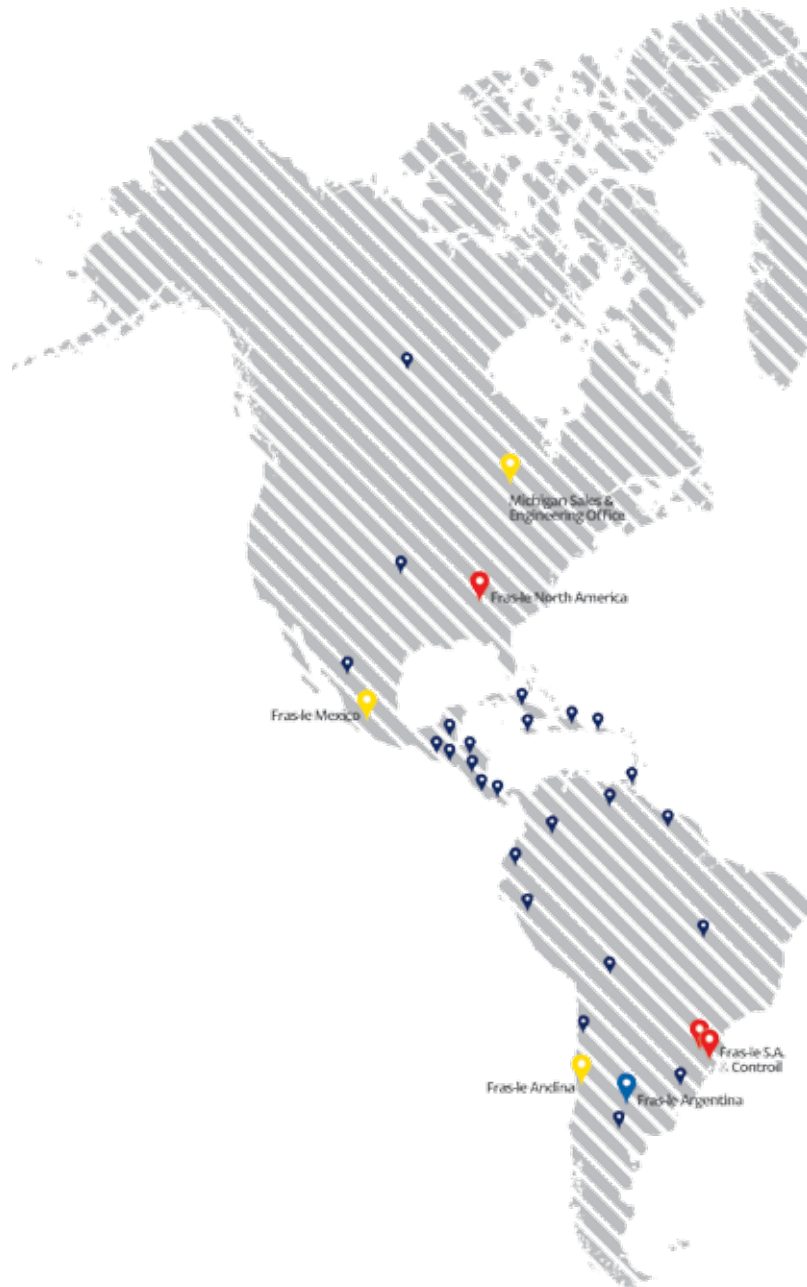 Michigan Sales &
Engineering Office
Fras-le North America
Fras-le Mexico
Fras-le S.A.
& Controil
Fras-le Andina
Fras-le Argentina